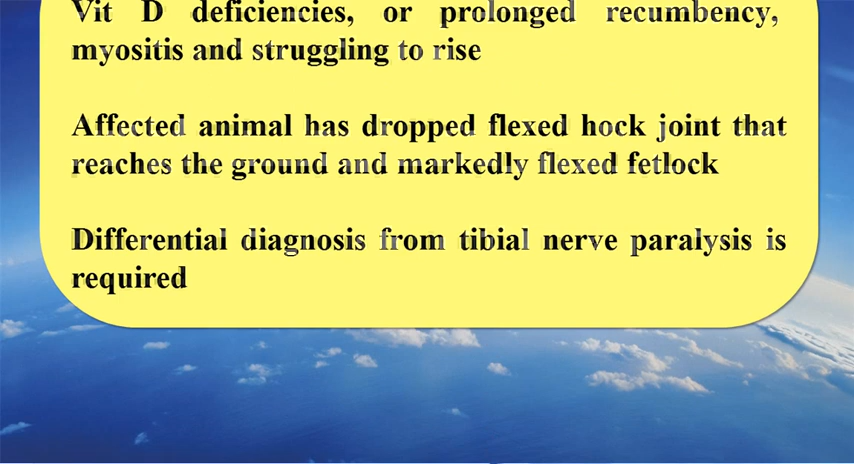 Vit D deficiencies, or prolonged recumbency,
myositis and struggling to rise
Affected animal has dropped flexed hock joint that
reaches the ground and markedly flexed fetlock
Differential diagnosis from tibial nerve paralysis is
required